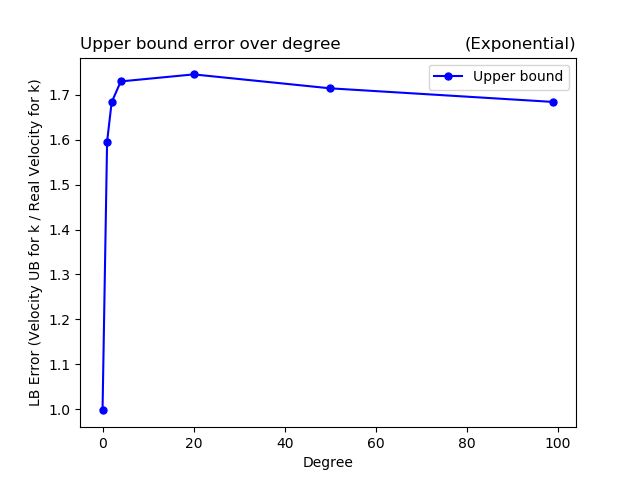 Upper bound error over degree (Exponential)
Upper bound
LB Error (Velocity UB for k / Real Velocity for k)
1.7
1.6
1.5
1.4
1.3
1.2
1.1
1.0
0 20 40 60 80 100
Degree